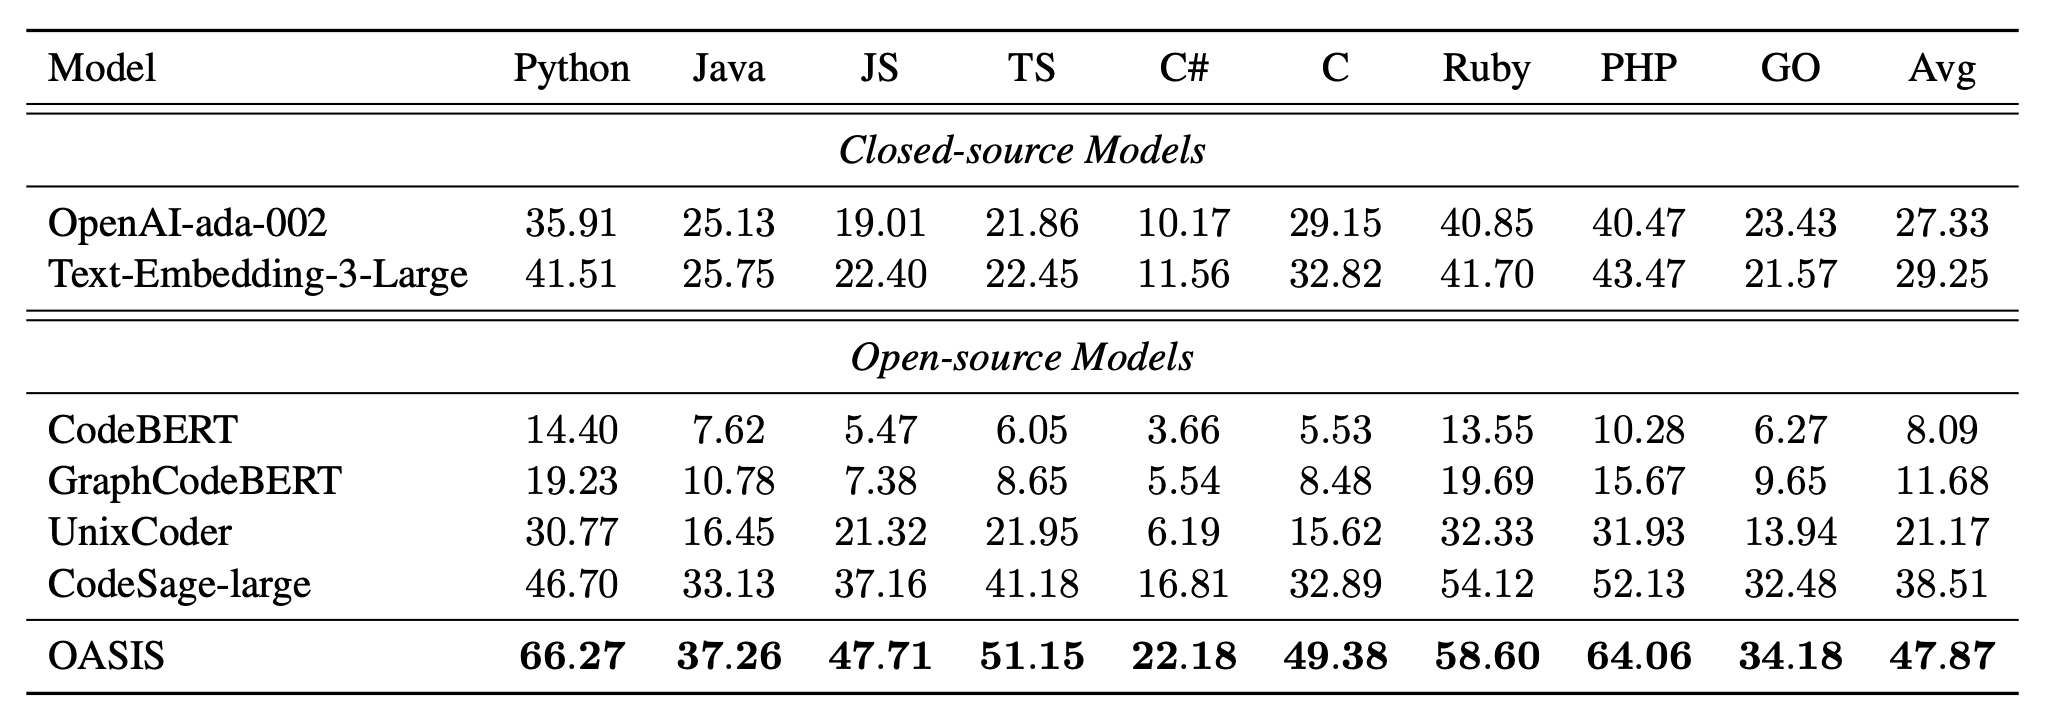 Model Python Java JS TS C# C Ruby PHP GO Avg
Closed-source Models
OpenAI-ada-002 35.91 25.13 19.01 21.86 10.17 29.15 40.85 40.47 23.43 27.33
Text-Embedding-3-Large 41.51 25.75 22.40 22.45 11.56 32.82 41.70 43.47 21.57 29.25
Open-source Models
CodeBERT 14.40 7.62 5.47 6.05 3.66 5.53 13.55 10.28 6.27 8.09
GraphCodeBERT 19.23 10.78 7.38 8.65 5.54 8.48 19.69 15.67 9.65 11.68
UnixCoder 30.77 16.45 21.32 21.95 6.19 15.62 32.33 31.93 13.94 21.17
CodeSage-large 46.70 33.13 37.16 41.18 16.81 32.89 54.12 52.13 32.48 38.51
OASIS 66.27 37.26 47.71 51.15 22.18 49.38 58.60 64.06 34.18 47.87